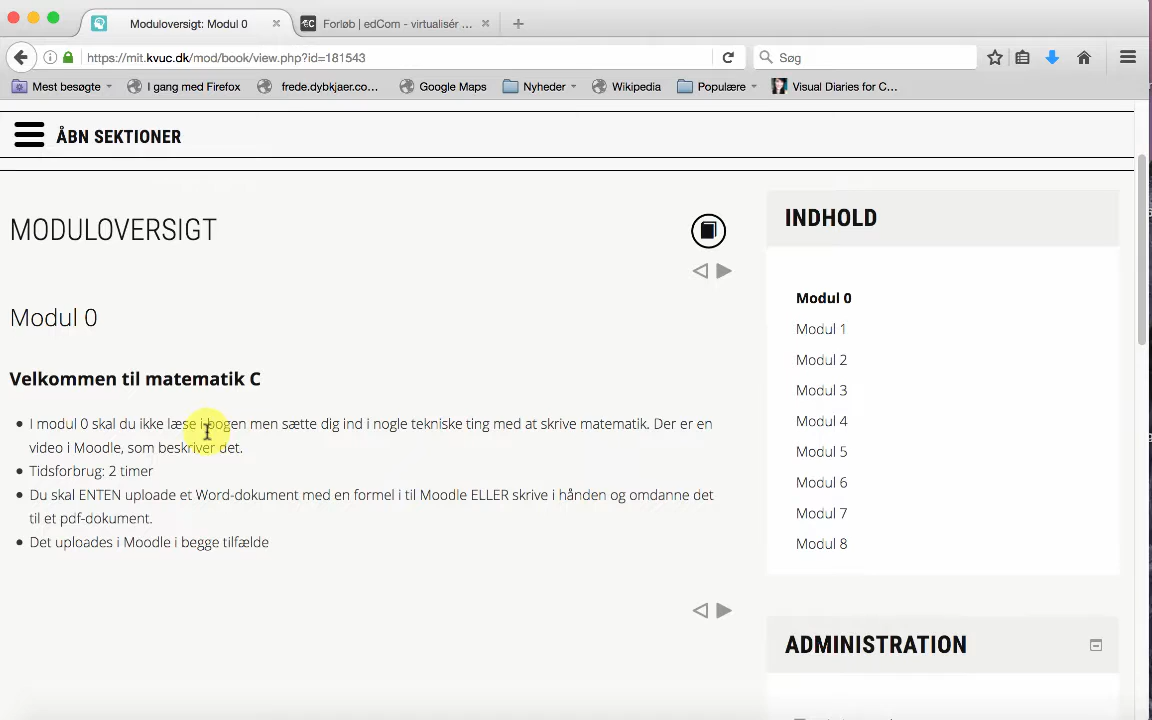 Moduloversigt: Modul 0
Forløb | edCom - virtualisér ...
https://mit.kvuc.dk/mod/book/view.php?id=181543
Søg
Mest besøgte
I gang med Firefox
frede.dybkjaer.co...
Google Maps
Nyheder
Wikipedia
Populære
Visual Diaries for C...
ÅBN SEKTIONER
MODULOVERSIGT
Modul 0
Velkommen til matematik C
I modul 0 skal du ikke læse i bogen men sætte dig ind i nogle tekniske ting med at skrive matematik. Der er en
video i Moodle, som beskriver det.
Tidsforbrug: 2 timer
Du skal ENTEN uploade et Word-dokument med en formel i til Moodle ELLER skrive i hånden og omdanne det
til et pdf-dokument.
Det uploades i Moodle i begge tilfælde
INDHOLD
Modul 0
Modul 1
Modul 2
Modul 3
Modul 4
Modul 5
Modul 6
Modul 7
Modul 8
ADMINISTRATION